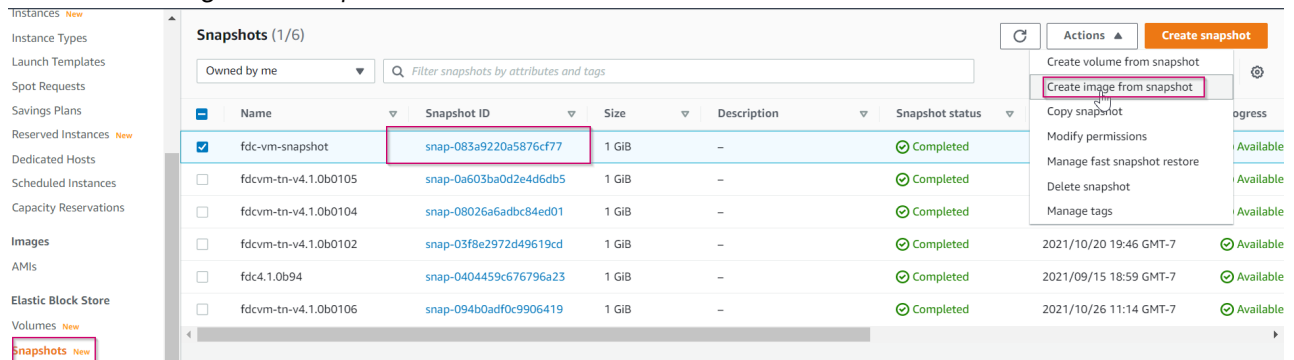 Instances New
Instance Types
Launch Templates
Spot Requests
Savings Plans
Reserved Instances New
Dedicated Hosts
Scheduled Instances
Capacity Reservations
Images
AMIs
Elastic Block Store
Volumes New
Snapshots New
Snapshots (1/6)
Actions
Create snapshot
Owned by me
Filter snapshots by attributes and tags
Create volume from snapshot
Create image from snapshot
Copy snapshot
Modify permissions
Manage fast snapshot restore
Delete snapshot
Manage tags
Name Snapshot ID Size Description Snapshot status ogress
fdc-vm-snapshot snap-083a9220a5876cf77 1 GiB – Completed Available
fdcvm-tn-v4.1.0b0105 snap-0a603ba0d2e4d6db5 1 GiB – Completed Available
fdcvm-tn-v4.1.0b0104 snap-08026a6adbc84ed01 1 GiB – Completed Available
fdcvm-tn-v4.1.0b0102 snap-03f8e2972d49619cd 1 GiB – Completed 2021/10/20 19:46 GMT-7 Available
fdc4.1.0b94 snap-0404459c676796a23 1 GiB – Completed 2021/09/15 18:59 GMT-7 Available
fdcvm-tn-v4.1.0b0106 snap-094b0adf0c9906419 1 GiB – Completed 2021/10/26 11:14 GMT-7 Available